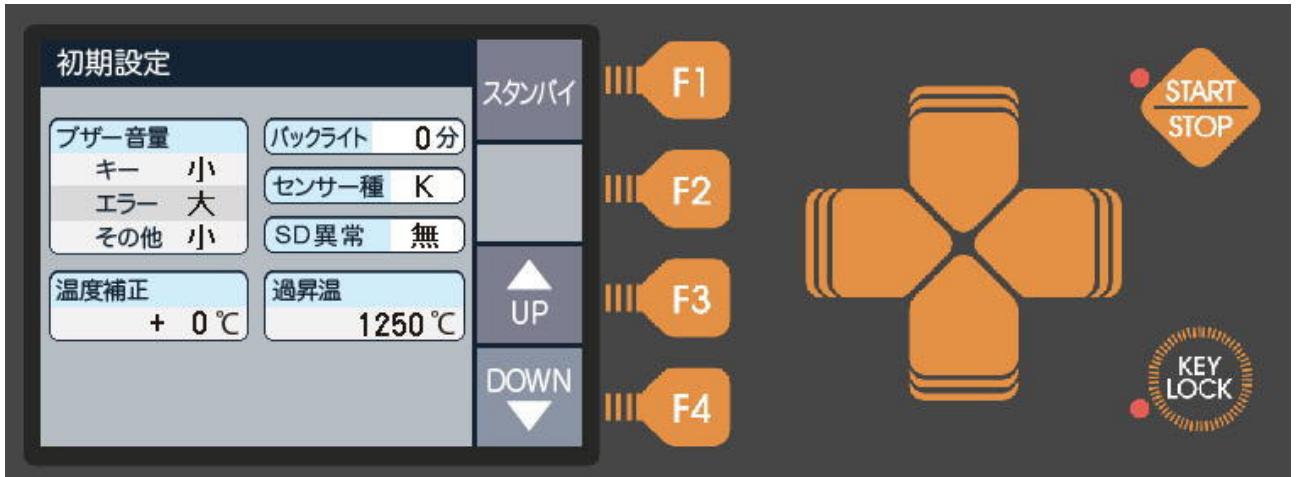 初期設定
ブザー音量
キー 小
エラー 大
その他 小
バックライト 0分
センサー種 K
SD異常 無
温度補正
+ 0℃
過昇温
1250℃
スタンバイ
UP
DOWN
F1
F2
F3
F4
START
STOP
KEY
LOCK